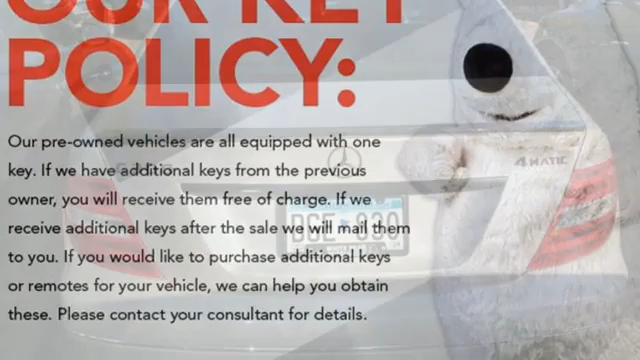 OUR KEY
POLICY:
Our pre-owned vehicles are all equipped with one
key. If we have additional keys from the previous
owner, you will receive them free of charge. If we
receive additional keys after the sale we will mail them
to you. If you would like to purchase additional keys
or remotes for your vehicle, we can help you obtain
these. Please contact your consultant for details.
4MATIC